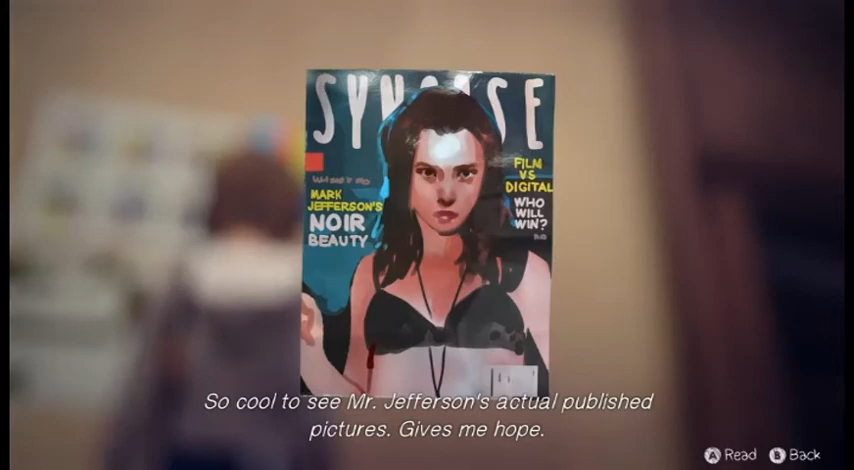 MARK
JEFFERSON'S
NOIR
BEAUTY
FILM
VS
DIGITAL
WHO
WILL
WIN?
So cool to see Mr. Jefferson's actual published
pictures. Gives me hope.
A Read B Back